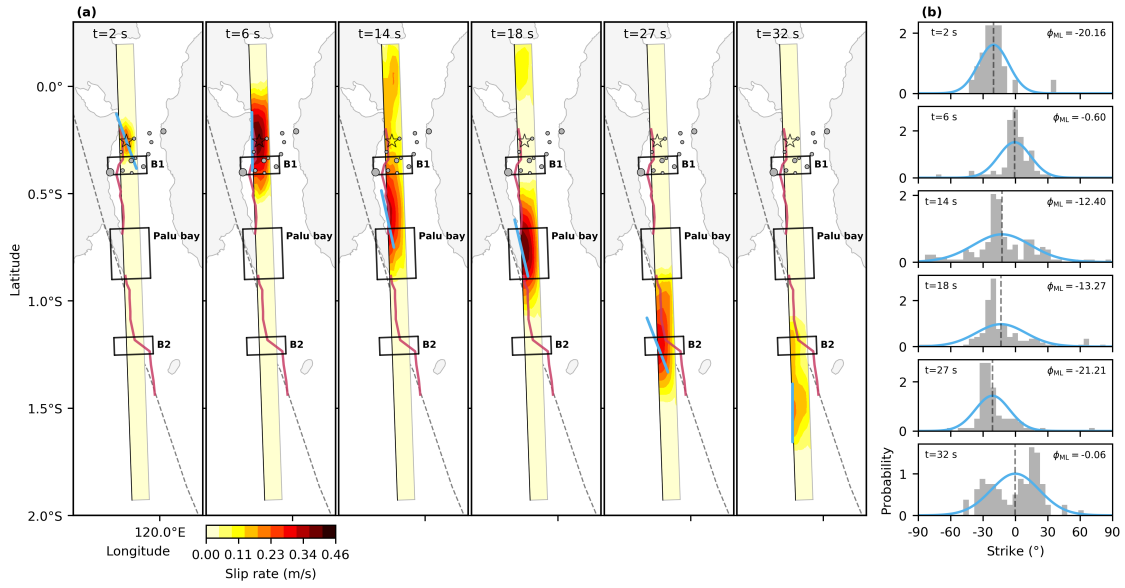 (a)
t=2 s
t=6 s
t=14 s
t=18 s
t=27 s
t=32 s
0.0°
0.5°S
1.0°S
1.5°S
2.0°S
Latitude
B1
Palu bay
B2
B1
Palu bay
B2
B1
Palu bay
B2
B1
Palu bay
B2
B1
Palu bay
B2
B1
Palu bay
B2
120.0°E
Longitude
0.00 0.11 0.23 0.34 0.46
Slip rate (m/s)
(b)
t=2 s
ϕML = -20.16
2
0
t=6 s
ϕML = -0.60
2
0
t=14 s
ϕML = -12.40
2
0
t=18 s
ϕML = -13.27
2
0
t=27 s
ϕML = -21.21
2
0
t=32 s
ϕML = -0.06
1
0
Probability
-90 -60 -30 0 30 60 90
Strike (°)